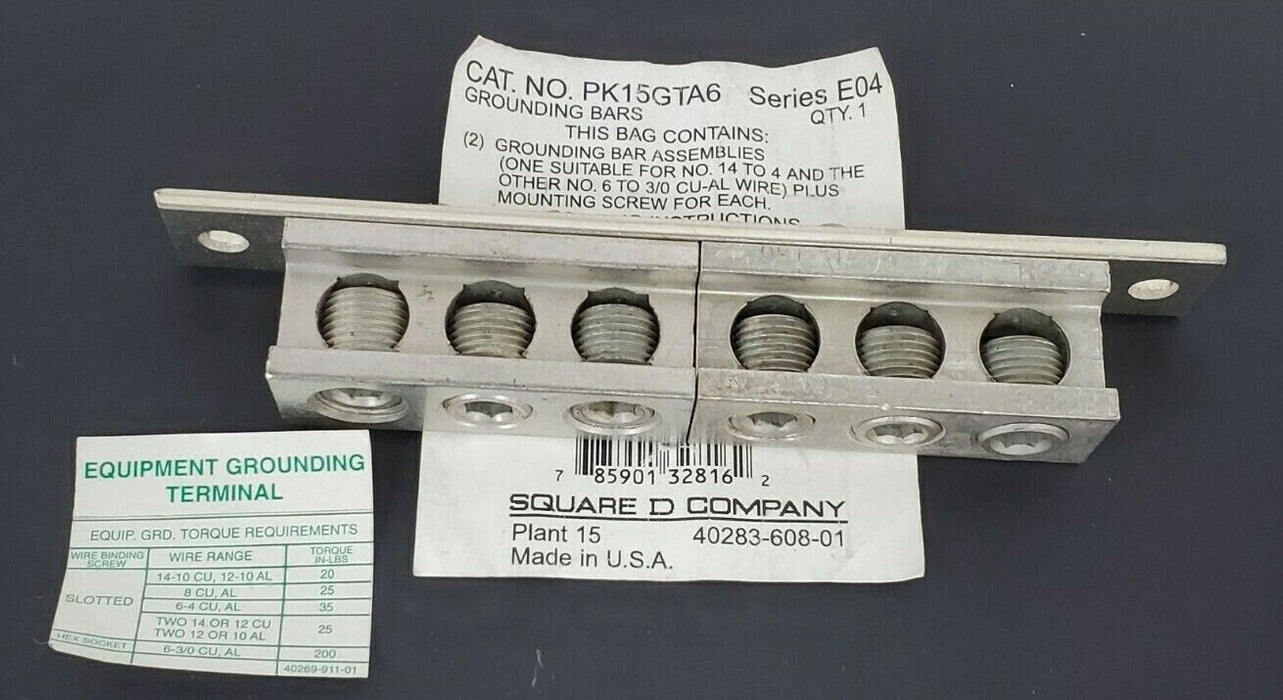 CAT. NO. PK15GTA6 Series E04
GROUNDING BARS QTY. 1
THIS BAG CONTAINS:
(2) GROUNDING BAR ASSEMBLIES
(ONE SUITABLE FOR NO. 14 TO 4 AND THE
OTHER NO. 6 TO 3/0 CU-AL WIRE) PLUS
MOUNTING SCREW FOR EACH.
INSTRUCTIONS
7 85901 32816 2
SQUARE D COMPANY
Plant 15 40283-608-01
Made in U.S.A.
EQUIPMENT GROUNDING
TERMINAL
EQUIP. GRD. TORQUE REQUIREMENTS
WIRE BINDING SCREW WIRE RANGE TORQUE IN-LBS
SLOTTED
14-10 CU, 12-10 AL 20
8 CU, AL 25
6-4 CU, AL 35
TWO 14 OR 12 CU
TWO 12 OR 10 AL 25
HEX SOCKET 6-3/0 CU, AL 200
40269-911-01